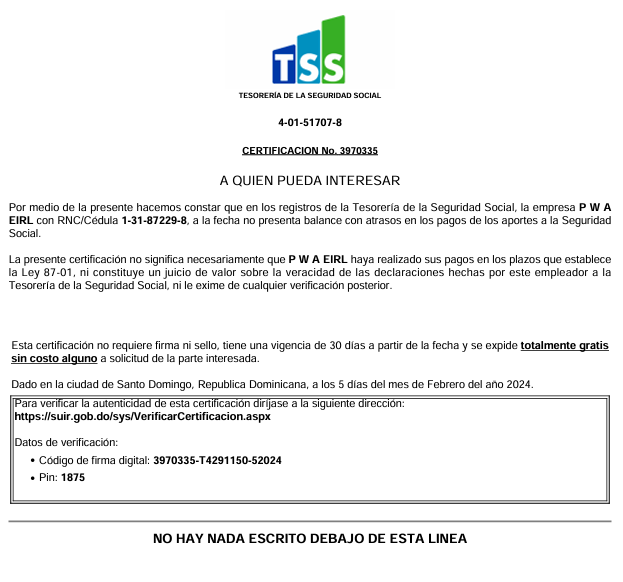 TSS
TESORERÍA DE LA SEGURIDAD SOCIAL
4-01-51707-8
CERTIFICACION No. 3970335
A QUIEN PUEDA INTERESAR
Por medio de la presente hacemos constar que en los registros de la Tesorería de la Seguridad Social, la empresa P W A
EIRL con RNC/Cédula 1-31-87229-8, a la fecha no presenta balance con atrasos en los pagos de los aportes a la Seguridad
Social.
La presente certificación no significa necesariamente que P W A EIRL haya realizado sus pagos en los plazos que establece
la Ley 87-01, ni constituye un juicio de valor sobre la veracidad de las declaraciones hechas por este empleador a la
Tesorería de la Seguridad Social, ni le exime de cualquier verificación posterior.
Esta certificación no requiere firma ni sello, tiene una vigencia de 30 días a partir de la fecha y se expide totalmente gratis
sin costo alguno a solicitud de la parte interesada.
Dado en la ciudad de Santo Domingo, Republica Dominicana, a los 5 días del mes de Febrero del año 2024.
Para verificar la autenticidad de esta certificación diríjase a la siguiente dirección:
https://suir.gob.do/sys/VerificarCertificacion.aspx
Datos de verificación:
• Código de firma digital: 3970335-T4291150-52024
• Pin: 1875
NO HAY NADA ESCRITO DEBAJO DE ESTA LINEA